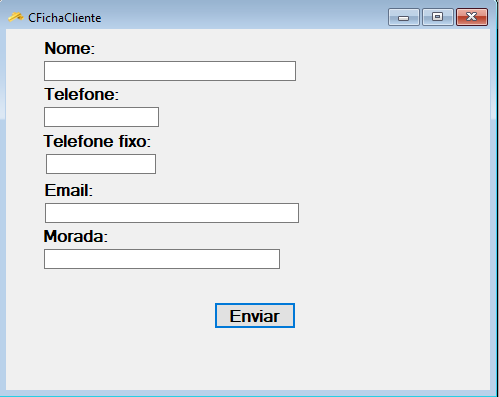 CFichaCliente
Nome:
Telefone:
Telefone fixo:
Email:
Morada:
Enviar